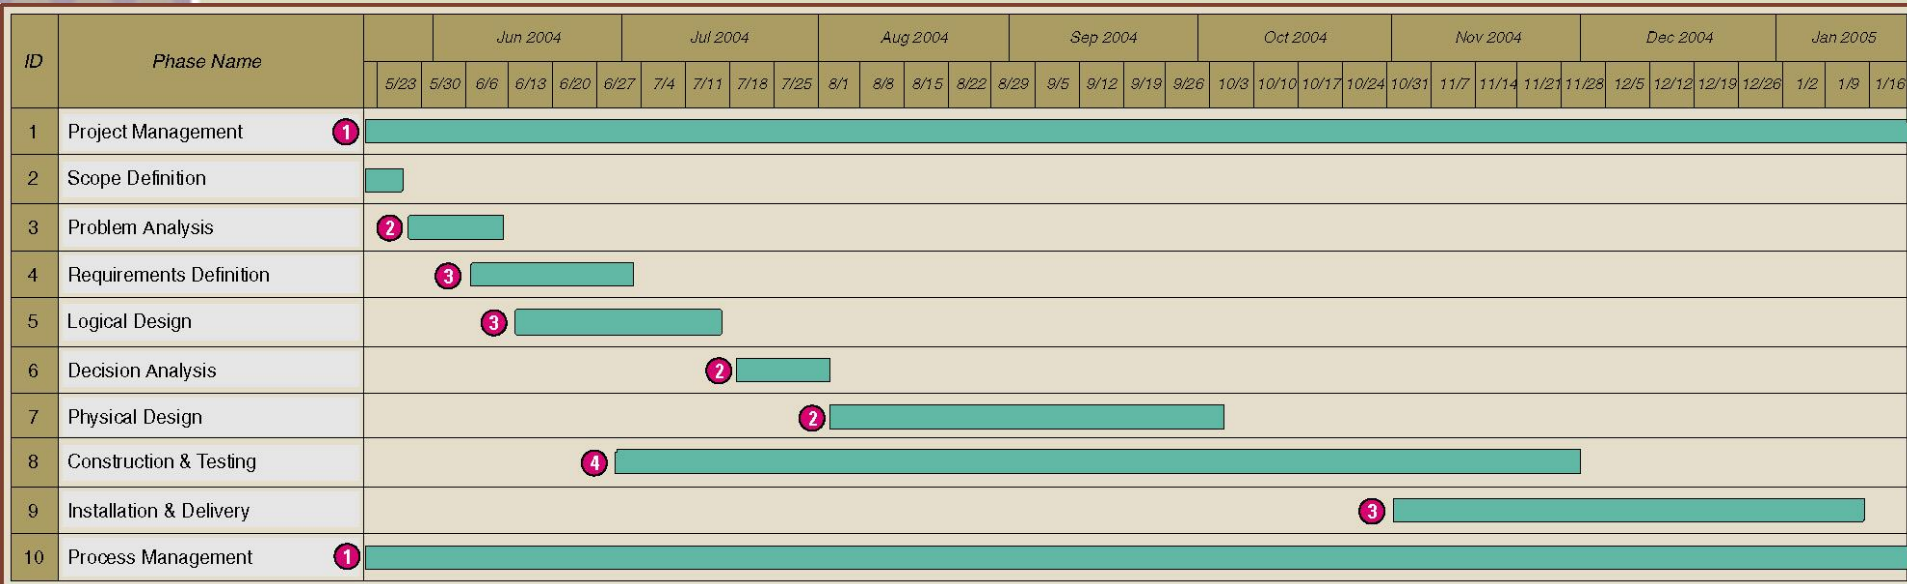 ID Phase Name Jun 2004 Jul 2004 Aug 2004 Sep 2004 Oct 2004 Nov 2004 Dec 2004 Jan 2005
5/23 5/30 6/6 6/13 6/20 6/27 7/4 7/11 7/18 7/25 8/1 8/8 8/15 8/22 8/29 9/5 9/12 9/19 9/26 10/3 10/10 10/17 10/24 10/31 11/7 11/14 11/21 11/28 12/5 12/12 12/19 12/26 1/2 1/9 1/16
1 Project Management 1
2 Scope Definition
3 Problem Analysis 2
4 Requirements Definition 3
5 Logical Design 3
6 Decision Analysis 2
7 Physical Design 2
8 Construction & Testing 4
9 Installation & Delivery 3
10 Process Management 1